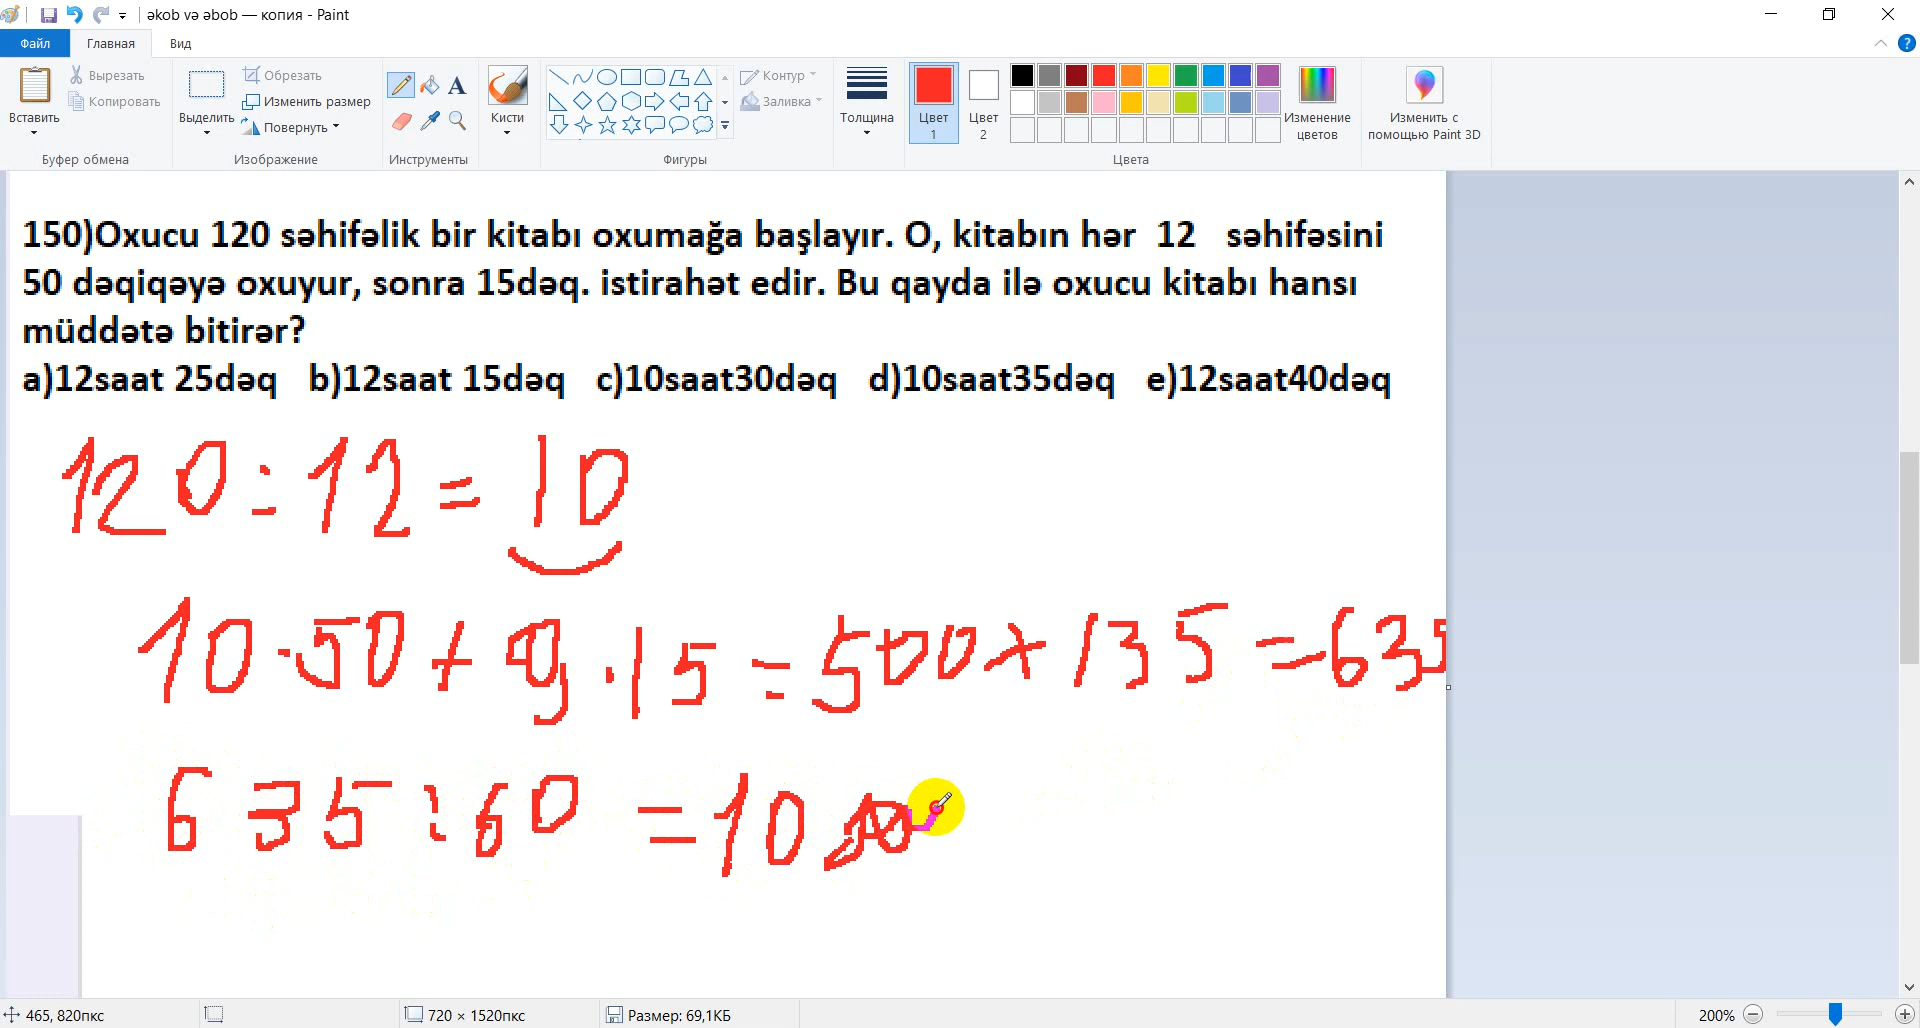 əkob və əbob — копия - Paint
Файл Главная Вид
Вставить
Буфер обмена
Вырезать
Копировать
Выделить
Обрезать
Изменить размер
Повернуть
Изображение
Инструменты
Кисти
Контур
Заливка
Фигуры
Толщина
Цвет 1
Цвет 2
Цвета
Изменение цветов
Изменить с помощью Paint 3D
150)Oxucu 120 səhifəlik bir kitabı oxumağa başlayır. O, kitabın hər 12 səhifəsini
50 dəqiqəyə oxuyur, sonra 15dəq. istirahət edir. Bu qayda ilə oxucu kitabı hansı
müddətə bitirər?
a)12saat 25dəq b)12saat 15dəq c)10saat30dəq d)10saat35dəq e)12saat40dəq
120:12=10
10·50+9·15=500+135=635
635:60=10
465, 820пкс 720 × 1520пкс Размер: 69,1КБ 200%